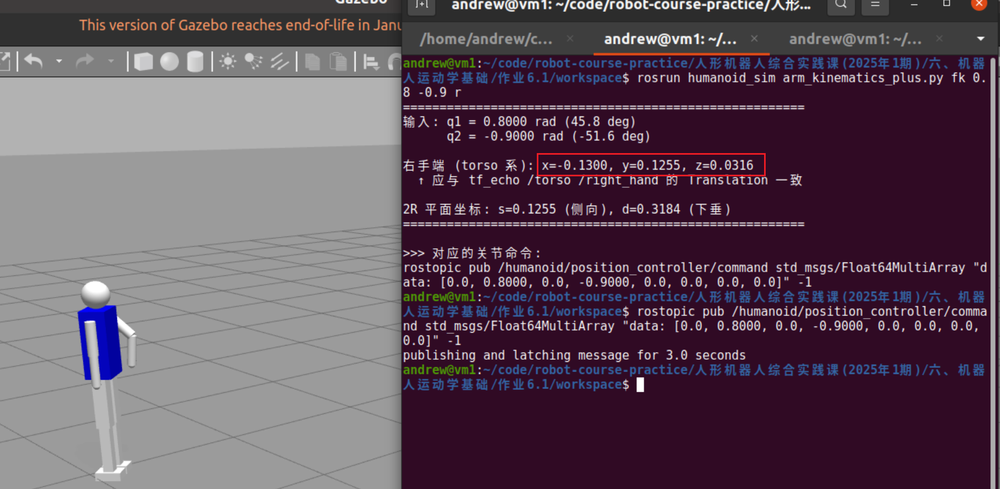 Gazebo
This version of Gazebo reaches end-of-life in Janu
andrew@vm1: ~/code/robot-course-practice/人形...
/home/andrew/c...
andrew@vm1: ~/...
andrew@vm1: ~/...
andrew@vm1:~/code/robot-course-practice/人形机器人综合实践课(2025年1期)/六、机器
人运动学基础/作业6.1/workspace$ rosrun humanoid_sim arm_kinematics_plus.py fk 0.
8 -0.9 r
=======================================================
输入: q1 = 0.8000 rad (45.8 deg)
q2 = -0.9000 rad (-51.6 deg)
右手端 (torso 系): x=-0.1300, y=0.1255, z=0.0316
↑ 应与 tf_echo /torso /right_hand 的 Translation 一致
2R 平面坐标: s=0.1255 (侧向), d=0.3184 (下垂)
=======================================================
>>> 对应的关节命令:
rostopic pub /humanoid/position_controller/command std_msgs/Float64MultiArray "d
ata: [0.0, 0.8000, 0.0, -0.9000, 0.0, 0.0, 0.0, 0.0]" -1
andrew@vm1:~/code/robot-course-practice/人形机器人综合实践课(2025年1期)/六、机器
人运动学基础/作业6.1/workspace$ rostopic pub /humanoid/position_controller/comma
nd std_msgs/Float64MultiArray "data: [0.0, 0.8000, 0.0, -0.9000, 0.0, 0.0, 0.0,
0.0]" -1
publishing and latching message for 3.0 seconds
andrew@vm1:~/code/robot-course-practice/人形机器人综合实践课(2025年1期)/六、机器
人运动学基础/作业6.1/workspace$